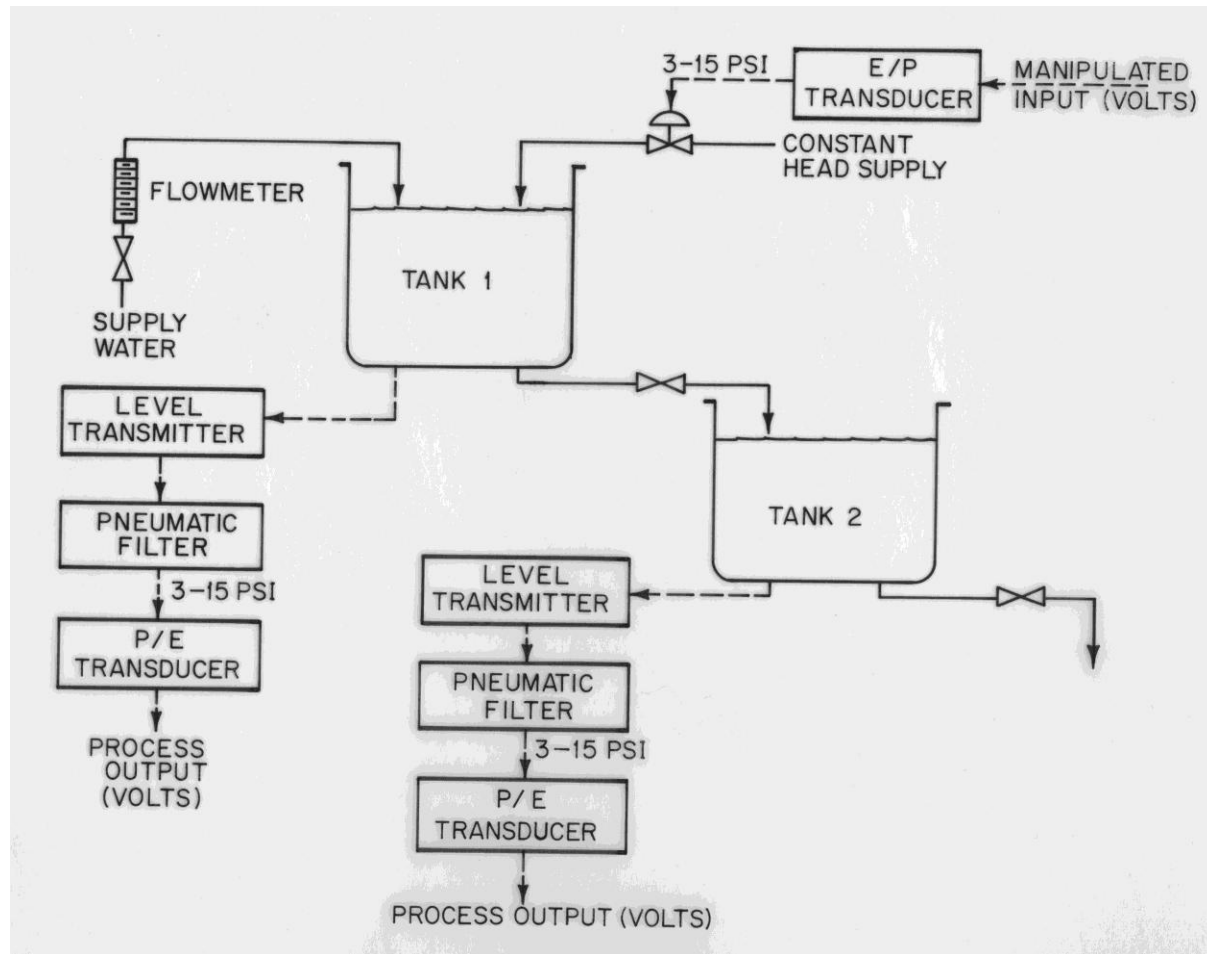 3–15 PSI
E/P
TRANSDUCER
MANIPULATED
INPUT (VOLTS)
CONSTANT
HEAD SUPPLY
FLOWMETER
TANK 1
SUPPLY
WATER
LEVEL
TRANSMITTER
PNEUMATIC
FILTER
3–15 PSI
P/E
TRANSDUCER
PROCESS
OUTPUT
(VOLTS)
TANK 2
LEVEL
TRANSMITTER
PNEUMATIC
FILTER
3–15 PSI
P/E
TRANSDUCER
PROCESS OUTPUT (VOLTS)